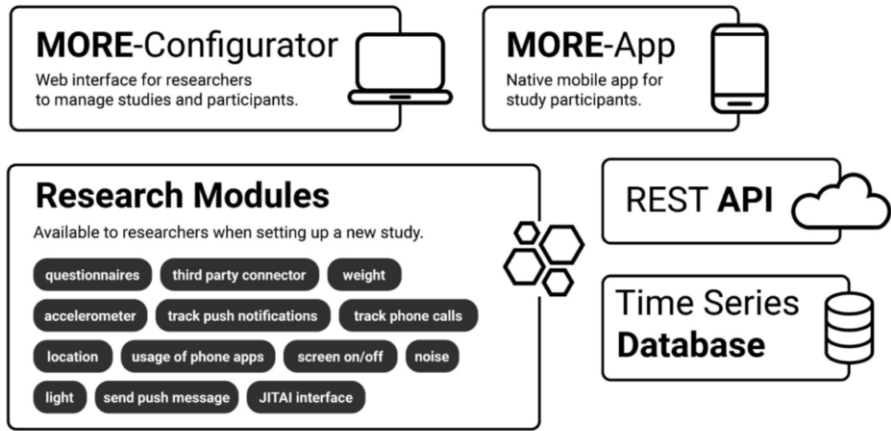 MORE-Configurator
Web interface for researchers
to manage studies and participants.
MORE-App
Native mobile app for
study participants.
Research Modules
Available to researchers when setting up a new study.
questionnaires third party connector weight
accelerometer track push notifications track phone calls
location usage of phone apps screen on/off noise
light send push message JITAI interface
REST API
Time Series
Database